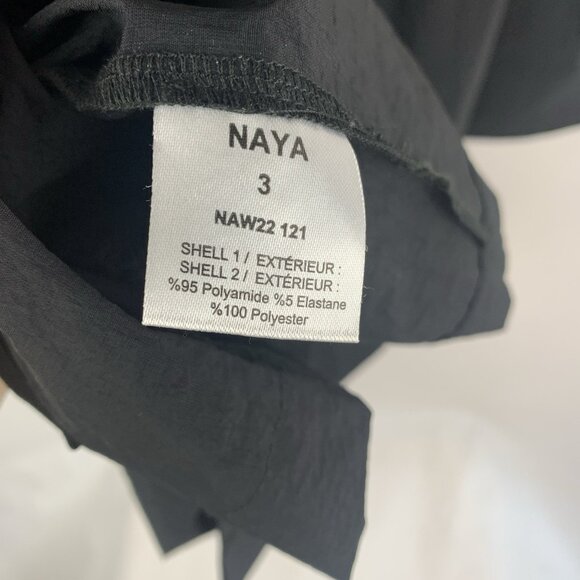 NAYA
3
NAW22 121
SHELL 1 / EXTÉRIEUR :
SHELL 2 / EXTÉRIEUR :
%95 Polyamide %5 Elastane
%100 Polyester